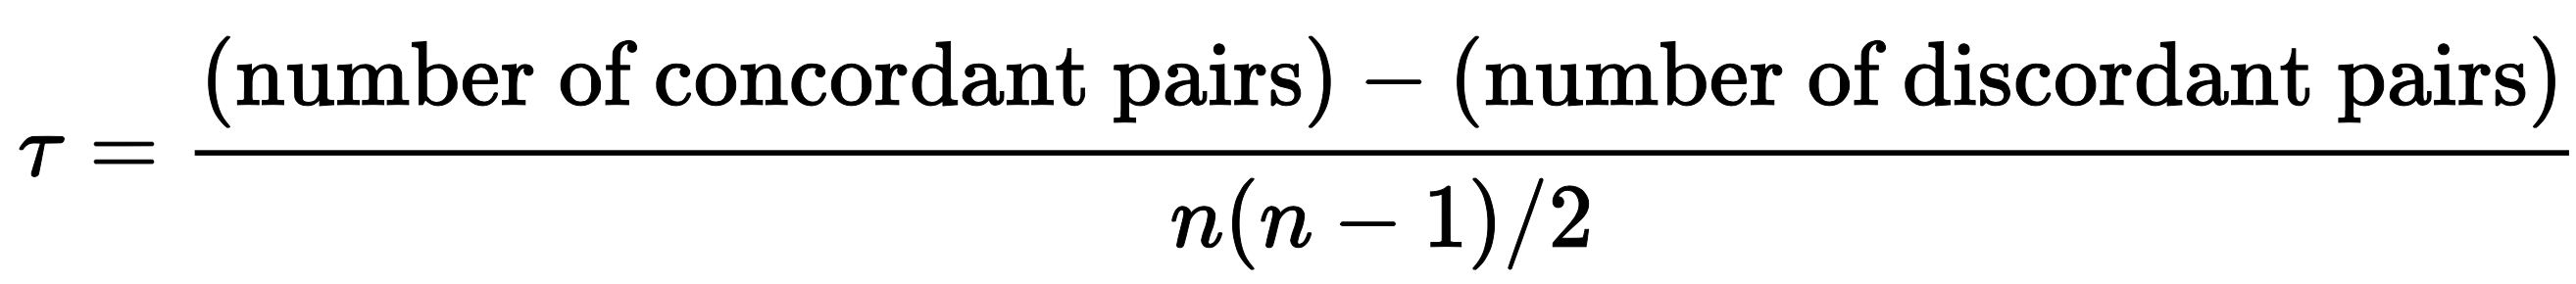 τ = (number of concordant pairs) − (number of discordant pairs)
n(n − 1)/2